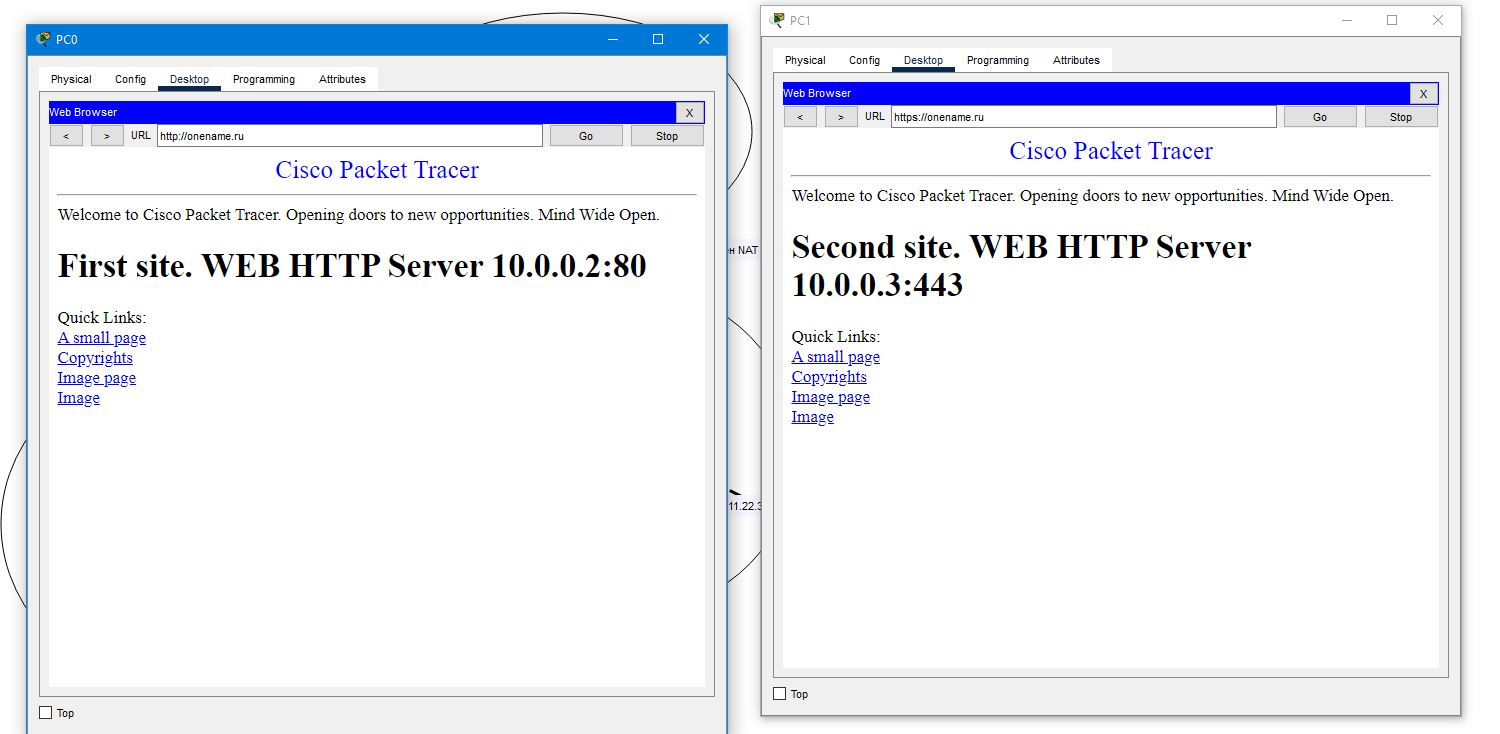 PC0
Physical Config Desktop Programming Attributes
Web Browser X
< > URL http://onename.ru Go Stop
Cisco Packet Tracer
Welcome to Cisco Packet Tracer. Opening doors to new opportunities. Mind Wide Open.
First site. WEB HTTP Server 10.0.0.2:80
Quick Links:
A small page
Copyrights
Image page
Image
Top
NAT
11.22.3
PC1
Physical Config Desktop Programming Attributes
Web Browser X
< > URL https://onename.ru Go Stop
Cisco Packet Tracer
Welcome to Cisco Packet Tracer. Opening doors to new opportunities. Mind Wide Open.
Second site. WEB HTTP Server
10.0.0.3:443
Quick Links:
A small page
Copyrights
Image page
Image
Top